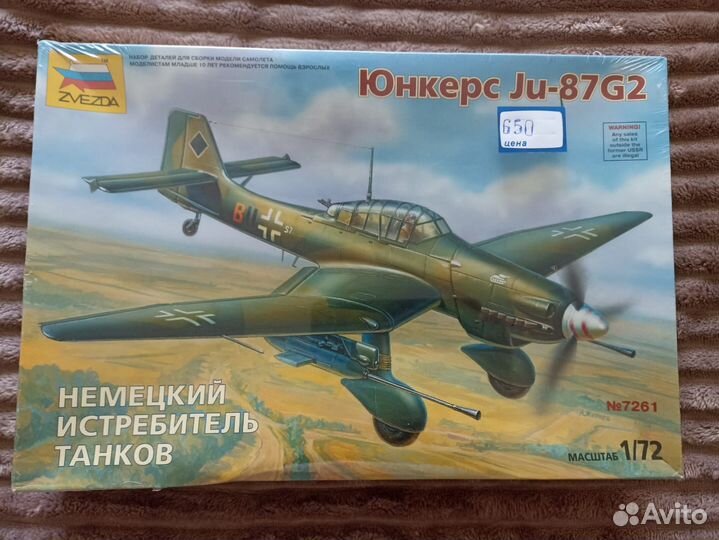 ZVEZDA
НАБОР ДЕТАЛЕЙ ДЛЯ СБОРКИ МОДЕЛИ САМОЛЕТА
МОДЕЛИСТАМ МЛАДШЕ 10 ЛЕТ РЕКОМЕНДУЕТСЯ ПОМОЩЬ ВЗРОСЛЫХ
Юнкерс Ju-87G2
650
цена
WARNING!
Any sales
of this kit
outside the
former USSR
are illegal
НЕМЕЦКИЙ
ИСТРЕБИТЕЛЬ
ТАНКОВ
№7261
МАСШТАБ 1/72
Avito